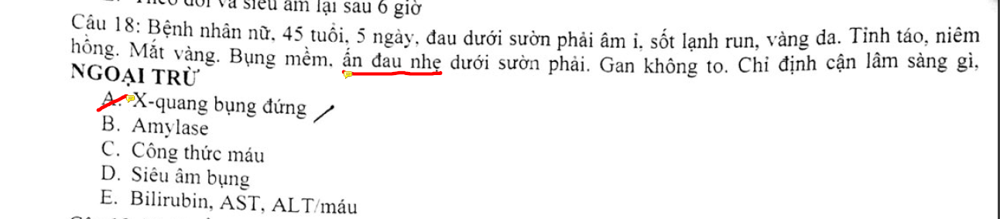 và siêu âm lại sau 6 giờ
Câu 18: Bệnh nhân nữ, 45 tuổi, 5 ngày, đau dưới sườn phải âm ỉ, sốt lạnh run, vàng da. Tỉnh táo, niêm
hồng. Mắt vàng. Bụng mềm, ấn đau nhẹ dưới sườn phải. Gan không to. Chỉ định cận lâm sàng gì,
NGOẠI TRỪ
A. X-quang bụng đứng
B. Amylase
C. Công thức máu
D. Siêu âm bụng
E. Bilirubin, AST, ALT/máu